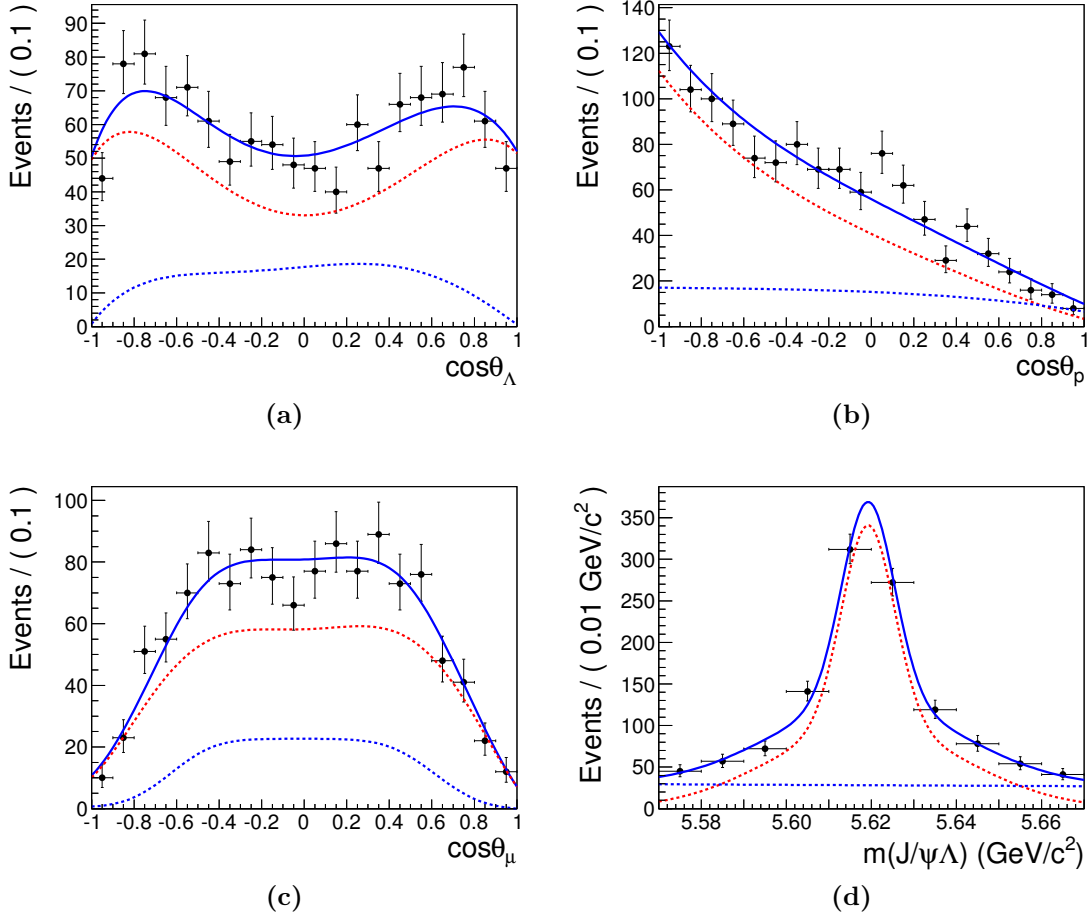 Events / ( 0.1 )
90
80
70
60
50
40
30
20
10
0
-1 -0.8 -0.6 -0.4 -0.2 0 0.2 0.4 0.6 0.8 1
cosθ_Λ
(a)
Events / ( 0.1 )
140
120
100
80
60
40
20
0
-1 -0.8 -0.6 -0.4 -0.2 0 0.2 0.4 0.6 0.8 1
cosθ_p
(b)
Events / ( 0.1 )
100
80
60
40
20
0
-1 -0.8 -0.6 -0.4 -0.2 0 0.2 0.4 0.6 0.8 1
cosθ_μ
(c)
Events / ( 0.01 GeV/c² )
350
300
250
200
150
100
50
0
5.58 5.60 5.62 5.64 5.66
m(J/ψΛ) (GeV/c²)
(d)